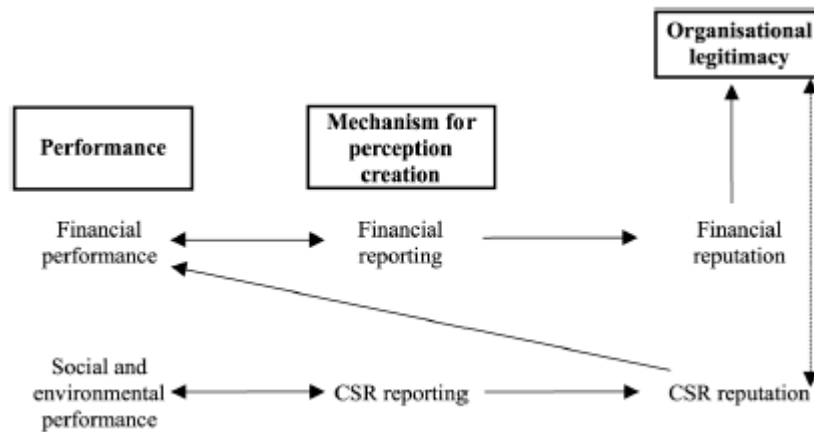 Organisational
legitimacy
Performance
Mechanism for
perception
creation
Financial
performance
Financial
reporting
Financial
reputation
Social and
environmental
performance
CSR reporting
CSR reputation